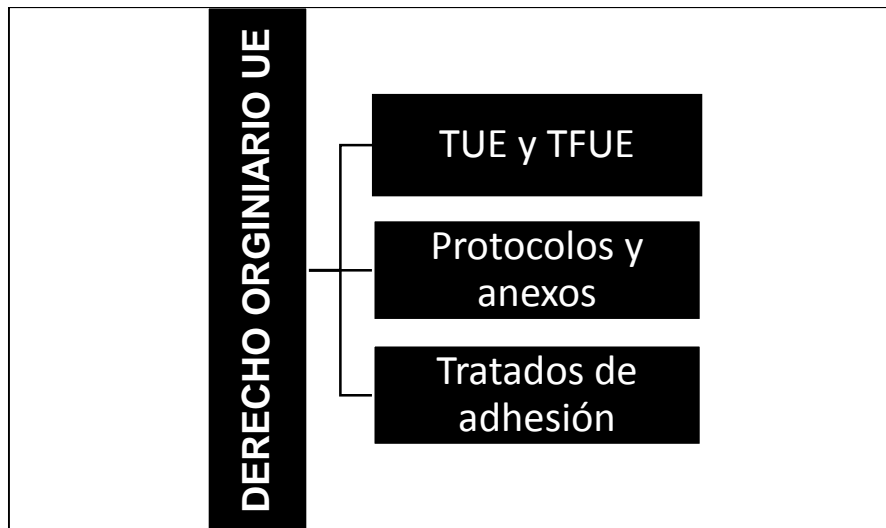 DERECHO ORGINIARIO UE
TUE y TFUE
Protocolos y
anexos
Tratados de
adhesión